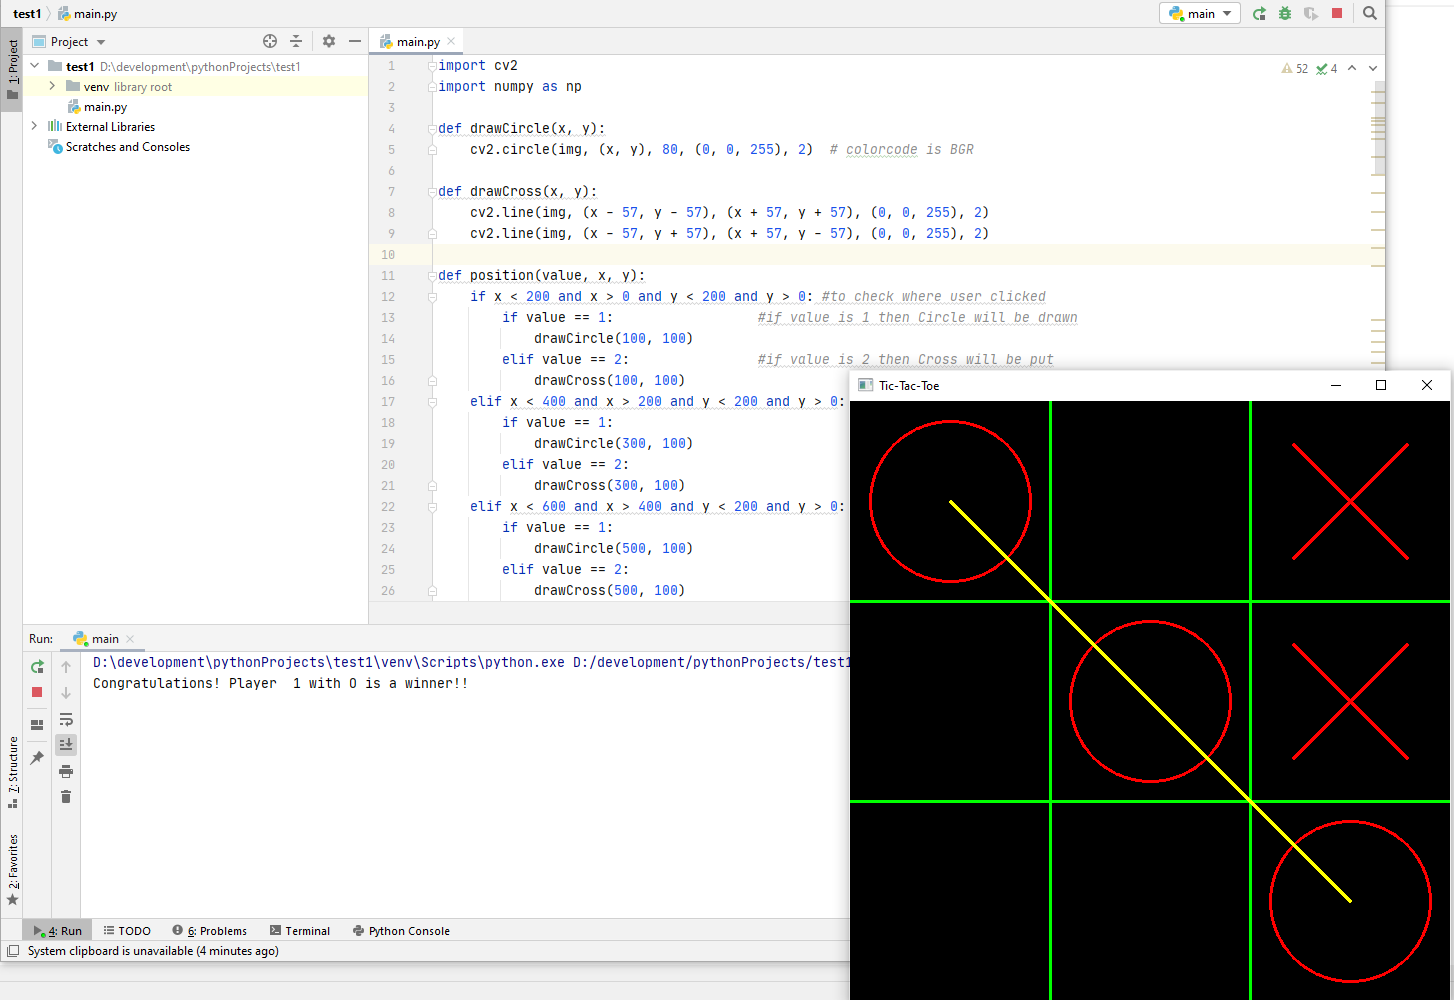 test1 main.py
main
1: Project
Project
main.py
test1 D:\development\pythonProjects\test1
venv library root
main.py
External Libraries
Scratches and Consoles
52 4
1 import cv2
2 import numpy as np
3
4 def drawCircle(x, y):
5 cv2.circle(img, (x, y), 80, (0, 0, 255), 2) # colorcode is BGR
6
7 def drawCross(x, y):
8 cv2.line(img, (x - 57, y - 57), (x + 57, y + 57), (0, 0, 255), 2)
9 cv2.line(img, (x - 57, y + 57), (x + 57, y - 57), (0, 0, 255), 2)
10
11 def position(value, x, y):
12 if x < 200 and x > 0 and y < 200 and y > 0: #to check where user clicked
13 if value == 1: #if value is 1 then Circle will be drawn
14 drawCircle(100, 100)
15 elif value == 2: #if value is 2 then Cross will be put
16 drawCross(100, 100)
17 elif x < 400 and x > 200 and y < 200 and y > 0:
18 if value == 1:
19 drawCircle(300, 100)
20 elif value == 2:
21 drawCross(300, 100)
22 elif x < 600 and x > 400 and y < 200 and y > 0:
23 if value == 1:
24 drawCircle(500, 100)
25 elif value == 2:
26 drawCross(500, 100)
Tic-Tac-Toe
Run: main
D:\development\pythonProjects\test1\venv\Scripts\python.exe D:/development/pythonProjects/test1
Congratulations! Player  1 with O is a winner!!
7: Structure
2: Favorites
4: Run TODO 6: Problems Terminal Python Console
System clipboard is unavailable (4 minutes ago)